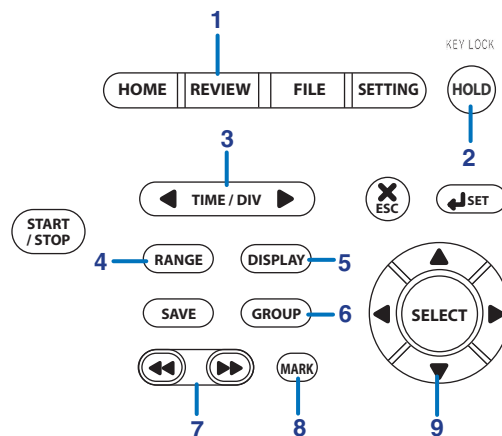 1
KEY LOCK
HOME REVIEW FILE SETTING
HOLD
2
3
TIME / DIV
ESC
SET
START
/ STOP
4
RANGE
DISPLAY
5
SAVE
GROUP
6
SELECT
MARK
7
8
9